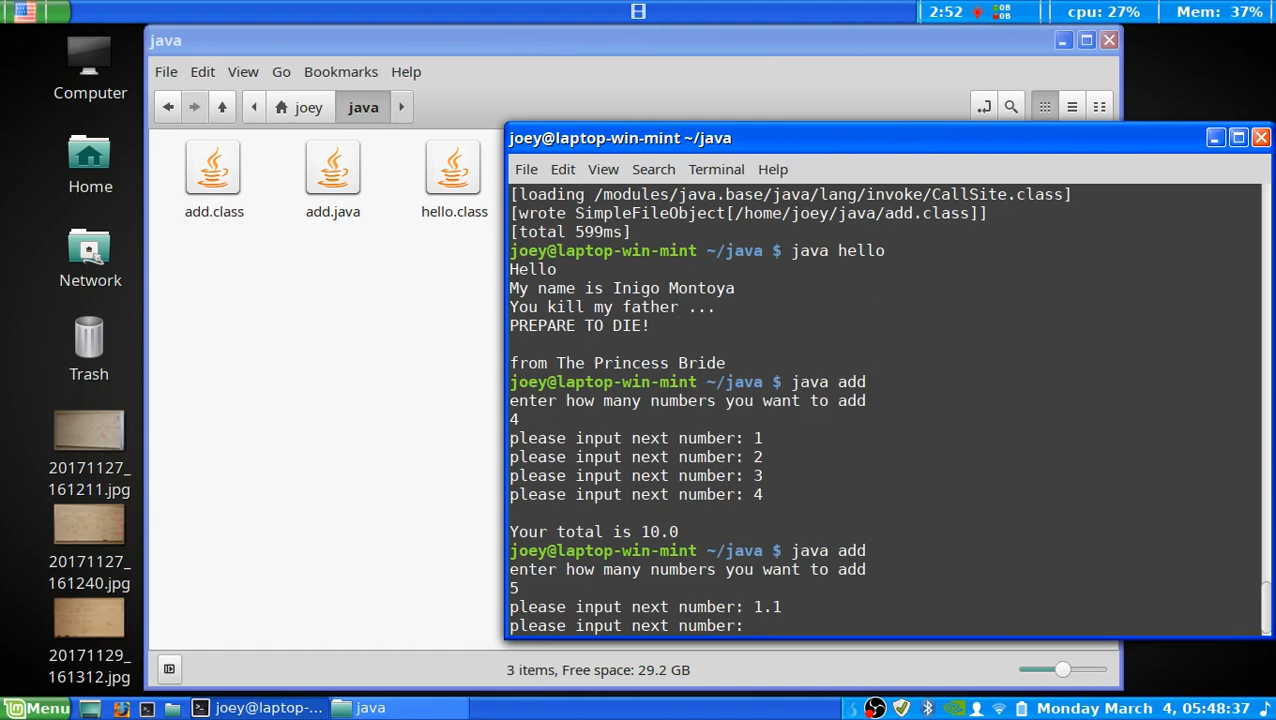 2:52
0B
0B
cpu: 27%
Mem: 37%
Computer
Home
Network
Trash
20171127_
161211.jpg
20171127_
161240.jpg
20171129_
161312.jpg
java
File Edit View Go Bookmarks Help
joey java
add.class add.java hello.class
3 items, Free space: 29.2 GB
joey@laptop-win-mint ~/java
File Edit View Search Terminal Help
[loading /modules/java.base/java/lang/invoke/CallSite.class]
[wrote SimpleFileObject[/home/joey/java/add.class]]
[total 599ms]
joey@laptop-win-mint ~/java $ java hello
Hello
My name is Inigo Montoya
You kill my father ...
PREPARE TO DIE!
from The Princess Bride
joey@laptop-win-mint ~/java $ java add
enter how many numbers you want to add
4
please input next number: 1
please input next number: 2
please input next number: 3
please input next number: 4
Your total is 10.0
joey@laptop-win-mint ~/java $ java add
enter how many numbers you want to add
5
please input next number: 1.1
please input next number:
Menu
joey@laptop-...
java
Monday March 4, 05:48:37